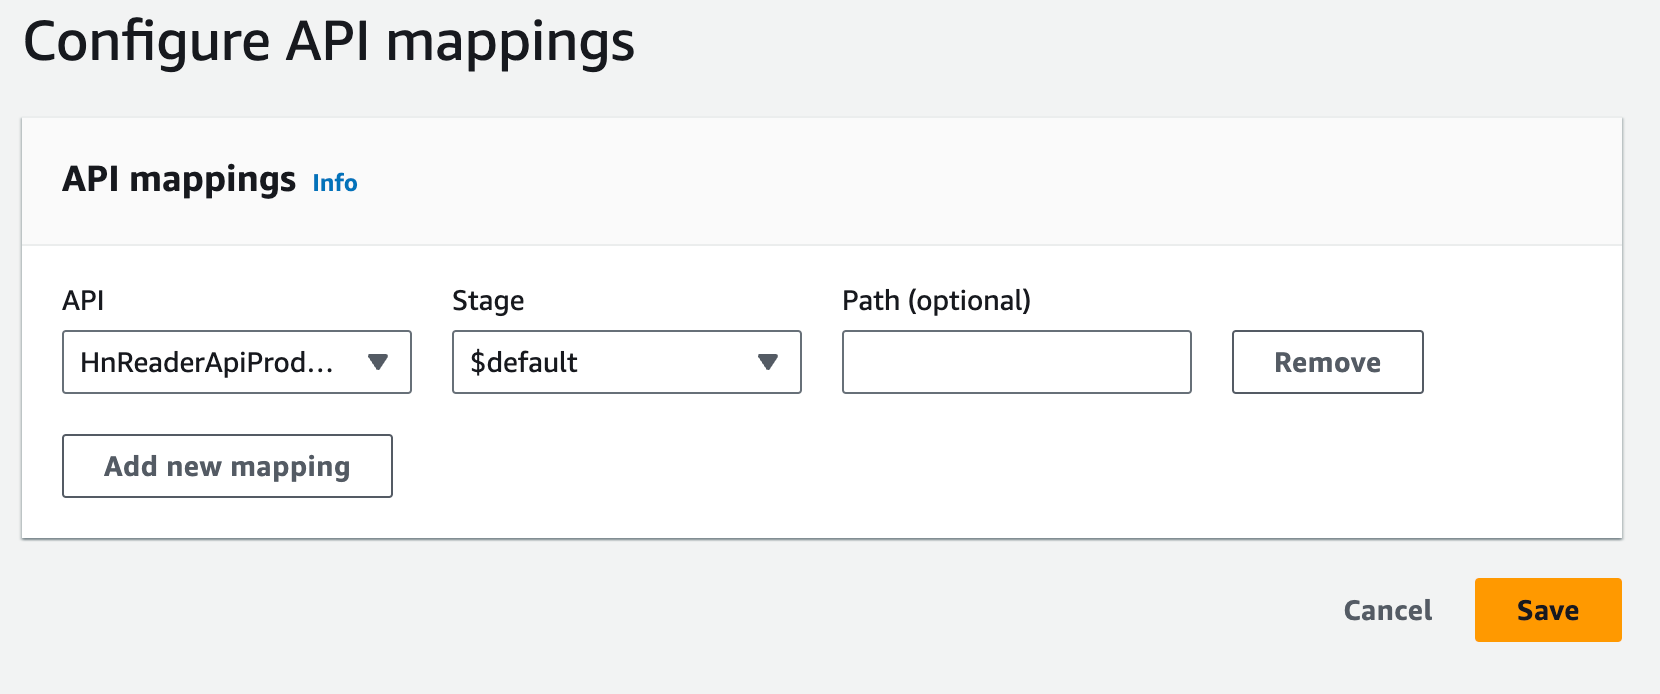 Configure API mappings
API mappings Info
API Stage Path (optional)
HnReaderApiProd... $default Remove
Add new mapping
Cancel Save